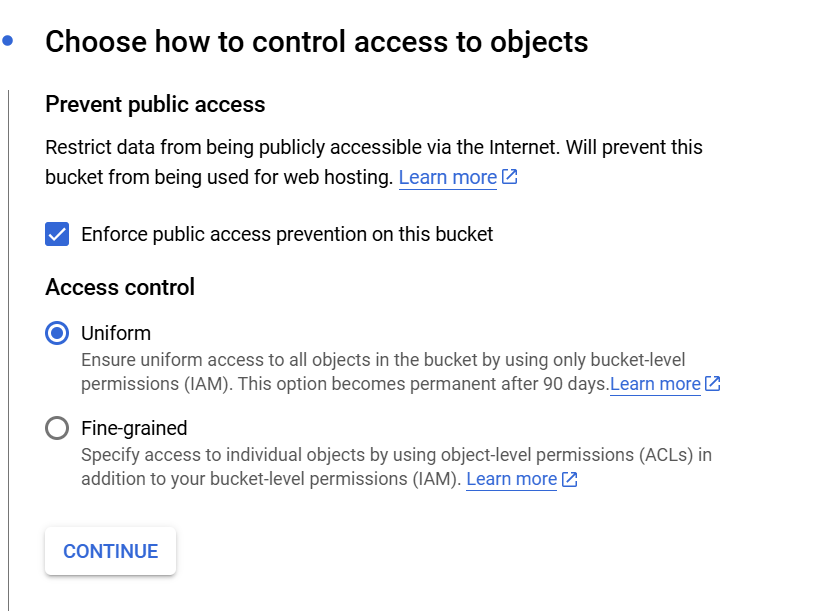 Choose how to control access to objects
Prevent public access
Restrict data from being publicly accessible via the Internet. Will prevent this
bucket from being used for web hosting. Learn more
Enforce public access prevention on this bucket
Access control
Uniform
Ensure uniform access to all objects in the bucket by using only bucket-level
permissions (IAM). This option becomes permanent after 90 days.Learn more
Fine-grained
Specify access to individual objects by using object-level permissions (ACLs) in
addition to your bucket-level permissions (IAM). Learn more
CONTINUE